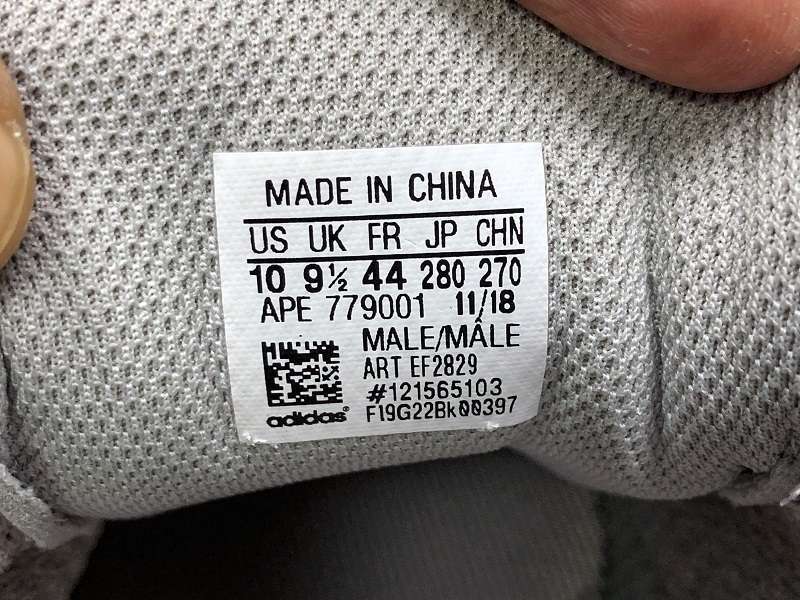 MADE IN CHINA
US UK FR JP CHN
10 9½ 44 280 270
APE 779001 11/18
MALE/MÂLE
ART EF2829
#121565103
adidas® F19G22Bk00397